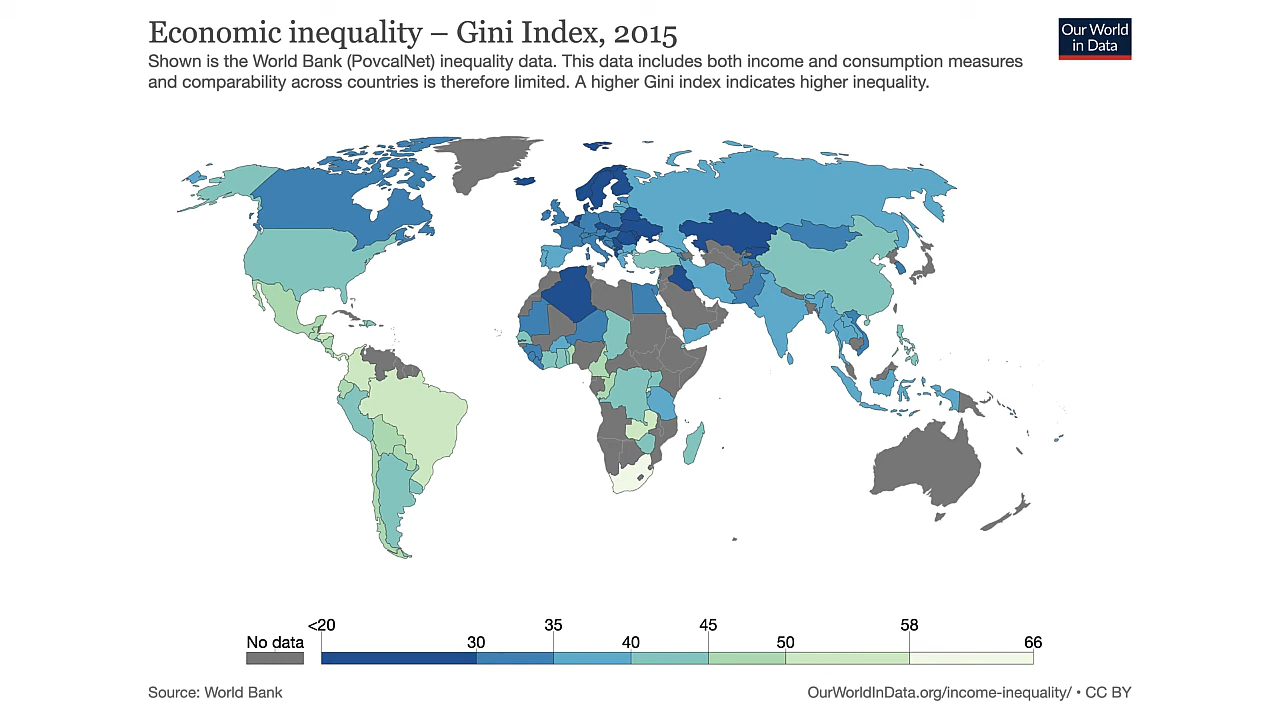 Economic inequality – Gini Index, 2015
Our World
in Data
Shown is the World Bank (PovcalNet) inequality data. This data includes both income and consumption measures
and comparability across countries is therefore limited. A higher Gini index indicates higher inequality.
<20 35 45 58
No data 30 40 50 66
Source: World Bank
OurWorldInData.org/income-inequality/ • CC BY